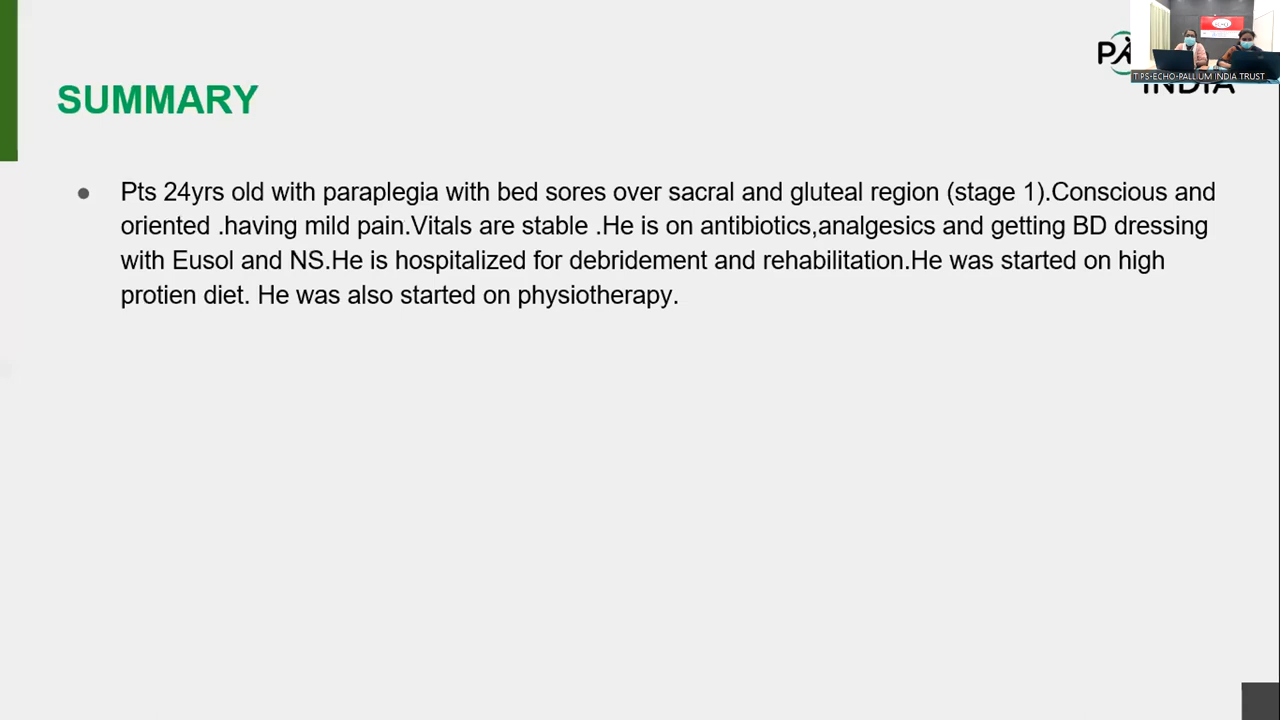 SUMMARY
Pts 24yrs old with paraplegia with bed sores over sacral and gluteal region (stage 1).Conscious and
oriented .having mild pain.Vitals are stable .He is on antibiotics,analgesics and getting BD dressing
with Eusol and NS.He is hospitalized for debridement and rehabilitation.He was started on high
protien diet. He was also started on physiotherapy.
TIPS-ECHO-PALLIUM INDIA TRUST
INDIA